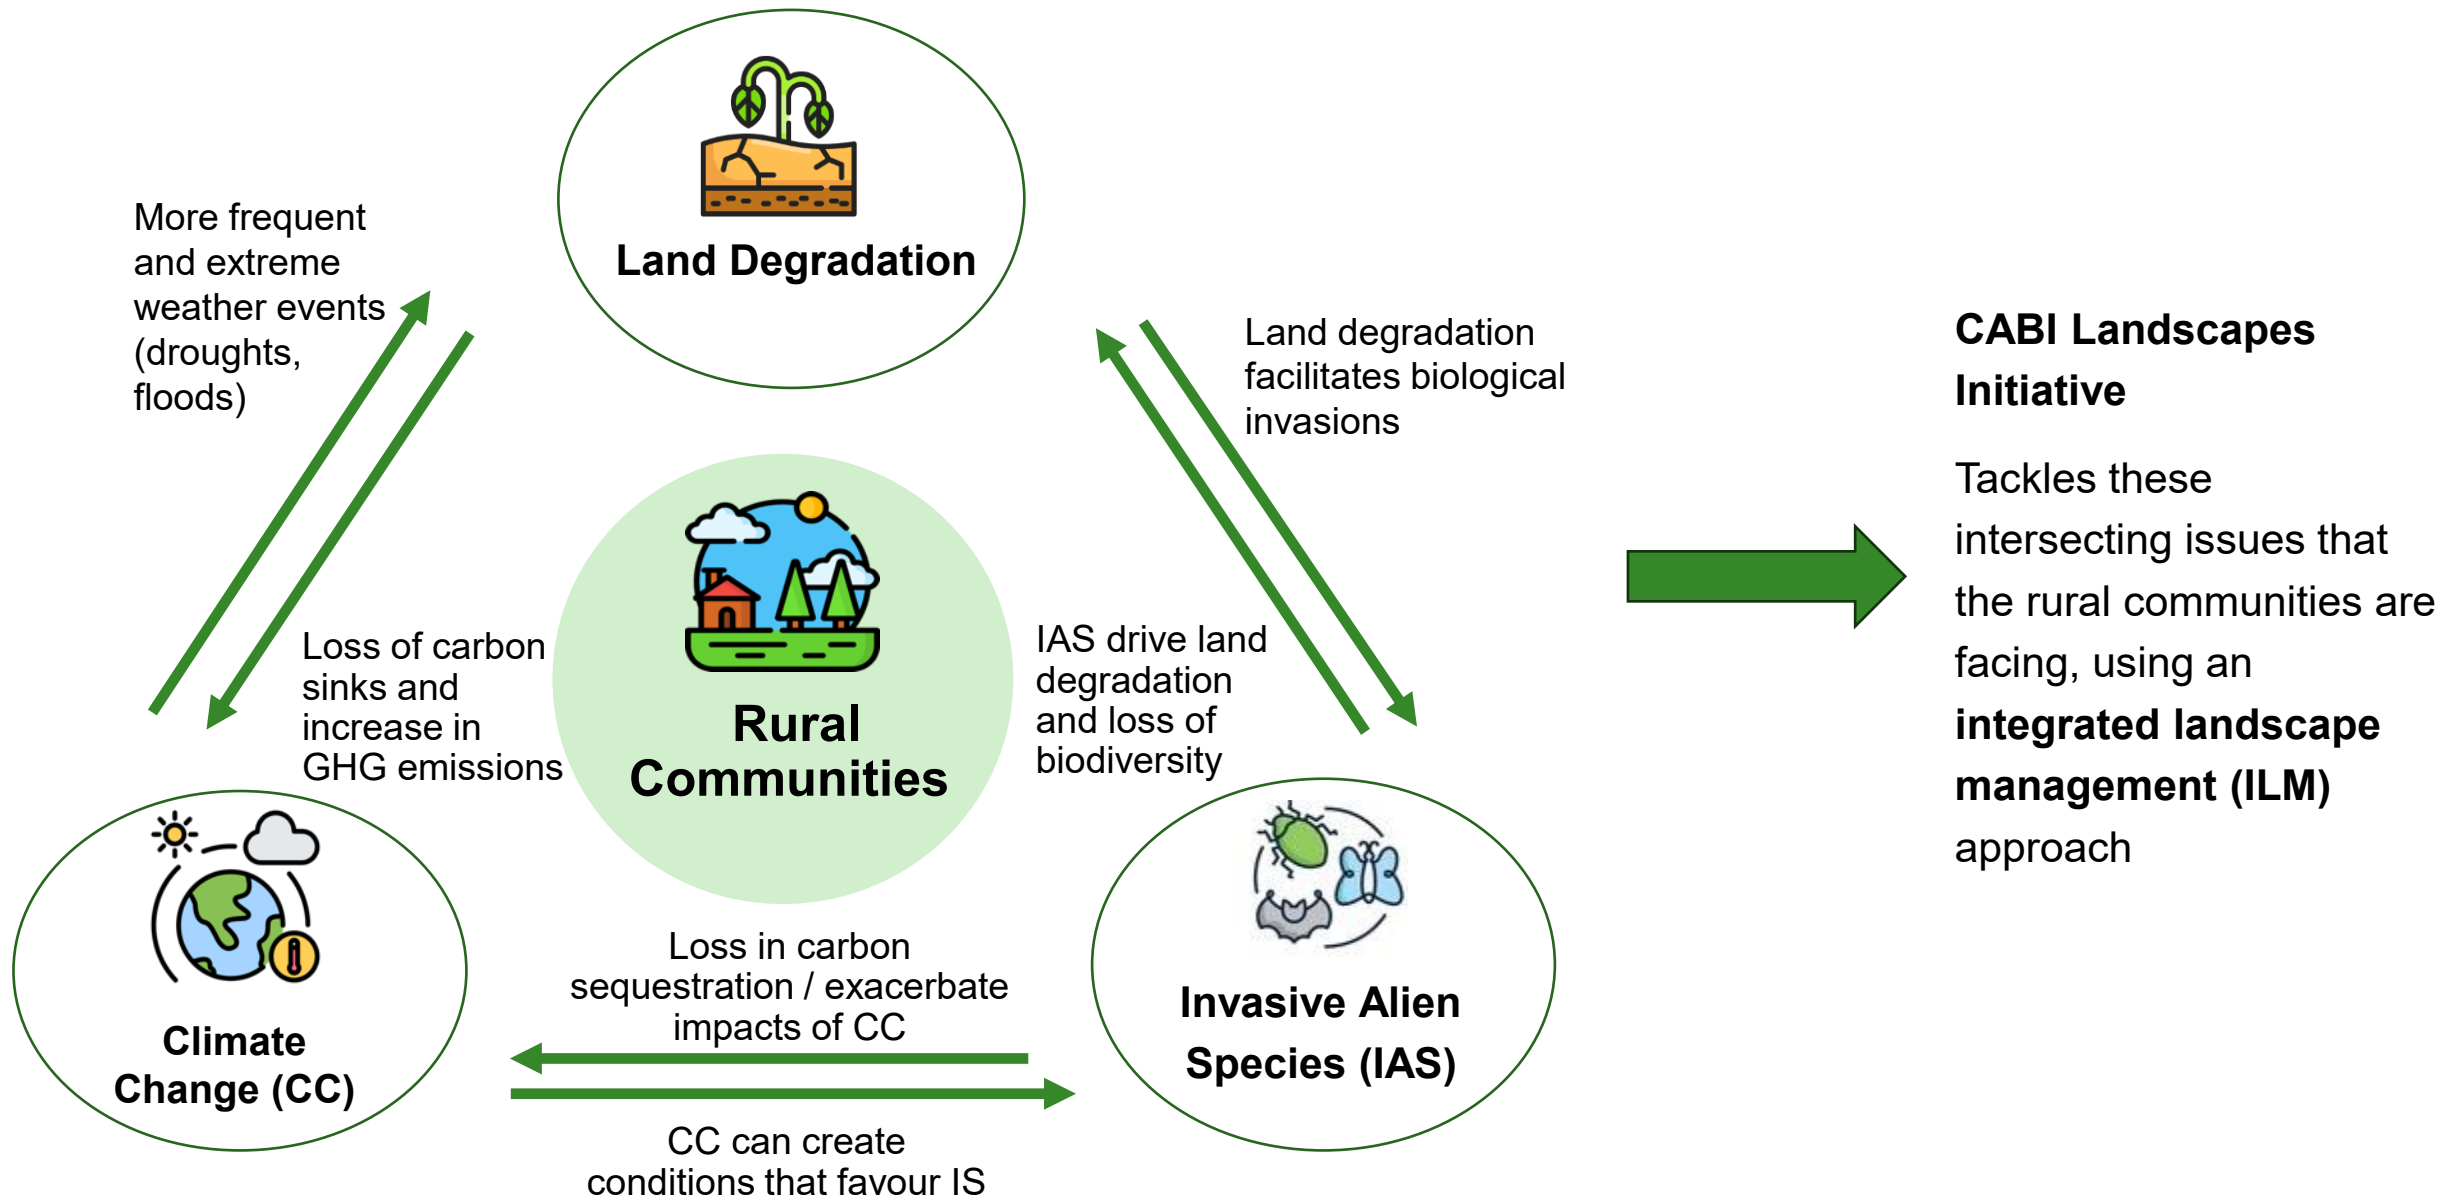 Land Degradation
More frequent
and extreme
weather events
(droughts,
floods)
Land degradation
facilitates biological
invasions
Loss of carbon
sinks and
increase in
GHG emissions
Rural
Communities
IAS drive land
degradation
and loss of
biodiversity
Climate
Change (CC)
Loss in carbon
sequestration / exacerbate
impacts of CC
CC can create
conditions that favour IS
Invasive Alien
Species (IAS)
CABI Landscapes
Initiative
Tackles these
intersecting issues that
the rural communities are
facing, using an
integrated landscape
management (ILM)
approach